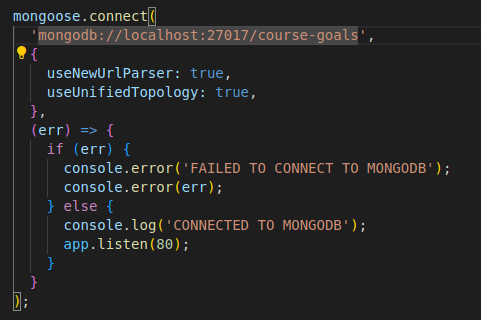 mongoose.connect(
  'mongodb://localhost:27017/course-goals',
  {
    useNewUrlParser: true,
    useUnifiedTopology: true,
  },
  (err) => {
    if (err) {
      console.error('FAILED TO CONNECT TO MONGODB');
      console.error(err);
    } else {
      console.log('CONNECTED TO MONGODB');
      app.listen(80);
    }
  }
);